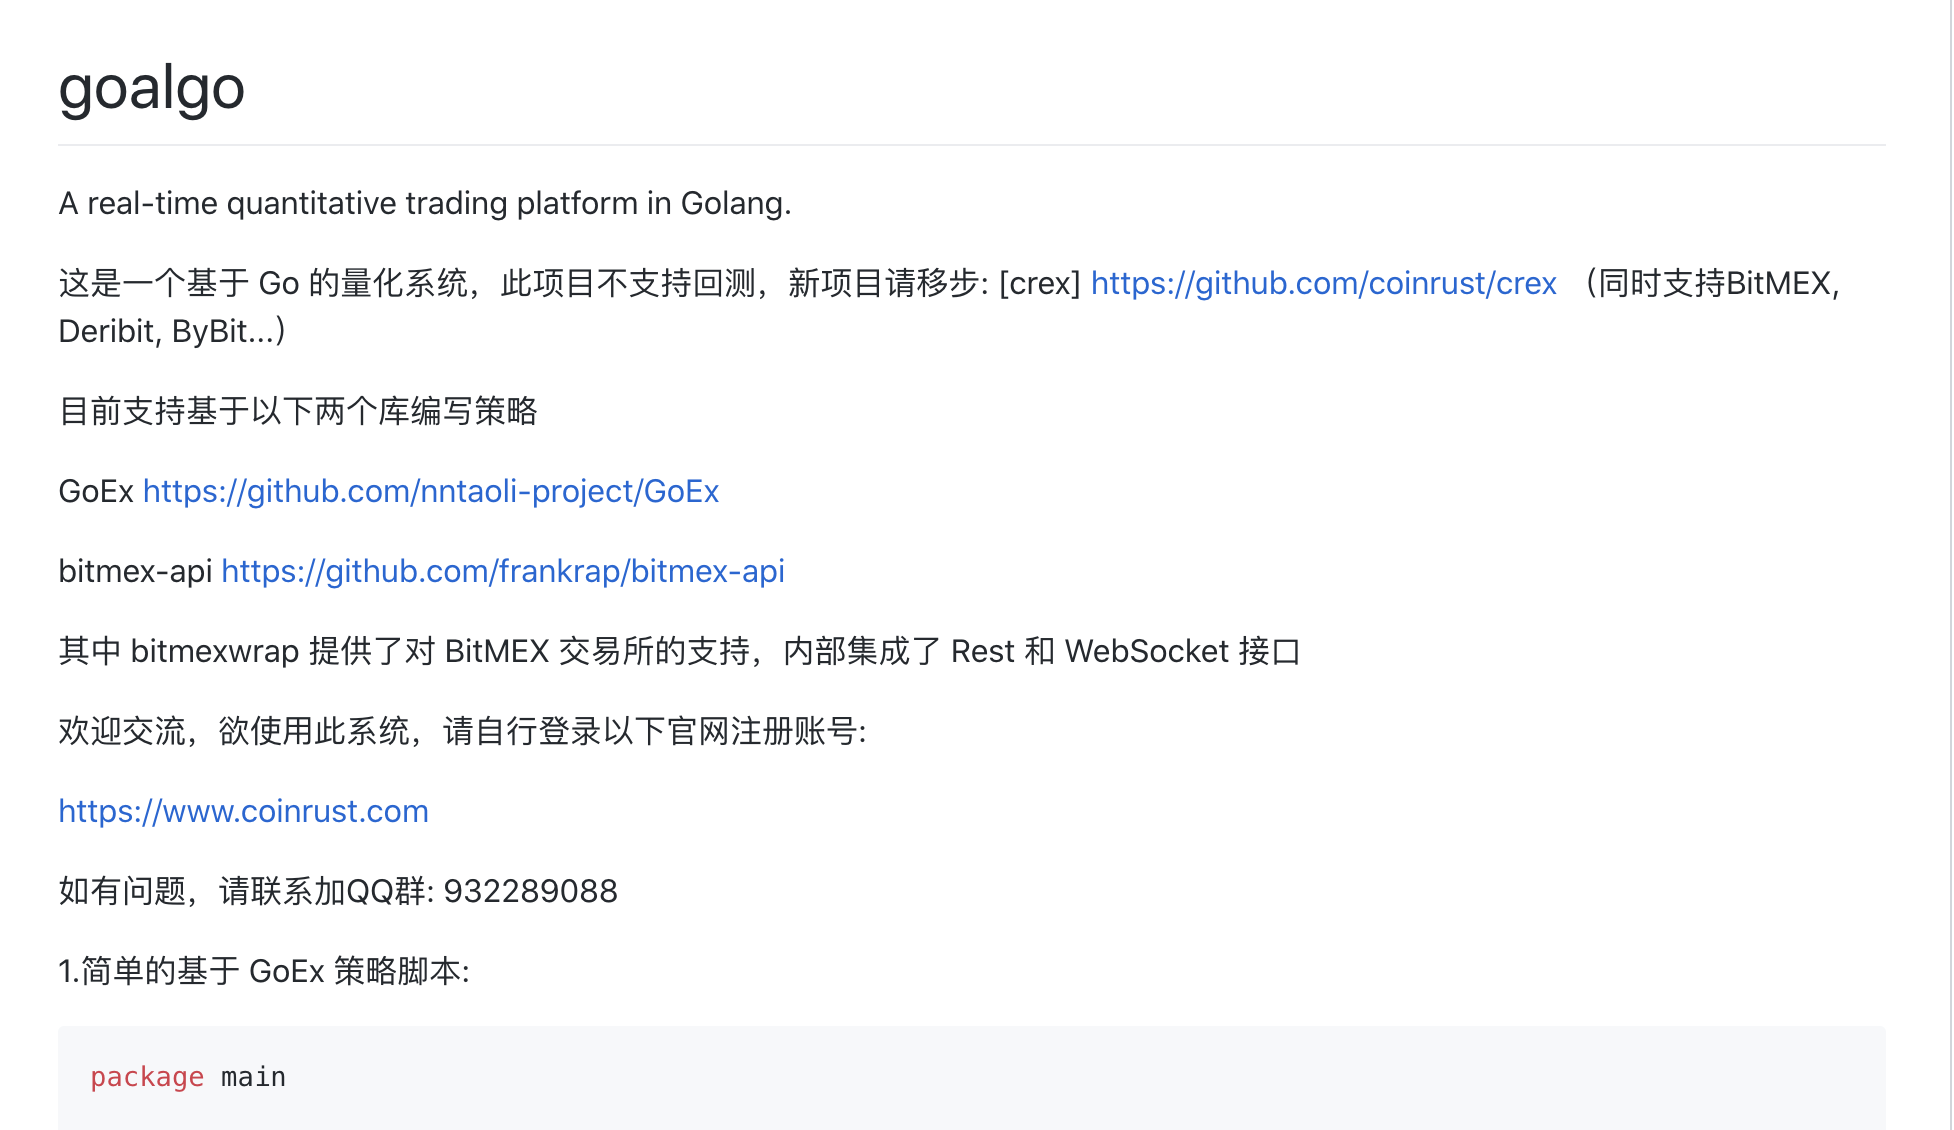 goalgo
A real-time quantitative trading platform in Golang.
这是一个基于 Go 的量化系统，此项目不支持回测，新项目请移步: [crex] https://github.com/coinrust/crex （同时支持BitMEX,
Deribit, ByBit...）
目前支持基于以下两个库编写策略
GoEx https://github.com/nntaoli-project/GoEx
bitmex-api https://github.com/frankrap/bitmex-api
其中 bitmexwrap 提供了对 BitMEX 交易所的支持，内部集成了 Rest 和 WebSocket 接口
欢迎交流，欲使用此系统，请自行登录以下官网注册账号:
https://www.coinrust.com
如有问题，请联系加QQ群: 932289088
1.简单的基于 GoEx 策略脚本:
package main